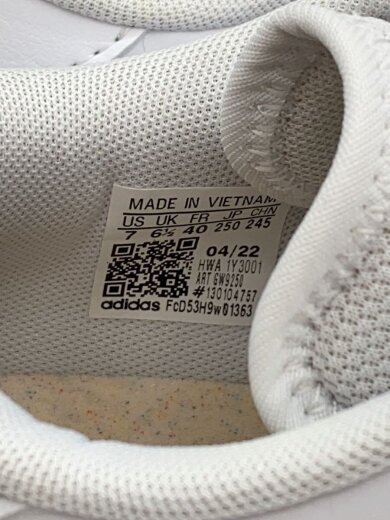 MADE IN VIETNAM
US UK FR JP CHN
7 6½ 40 250 245
04/22
HWA 1Y3001
ART GW9250
#130104757
adidas FcD53H9w01363